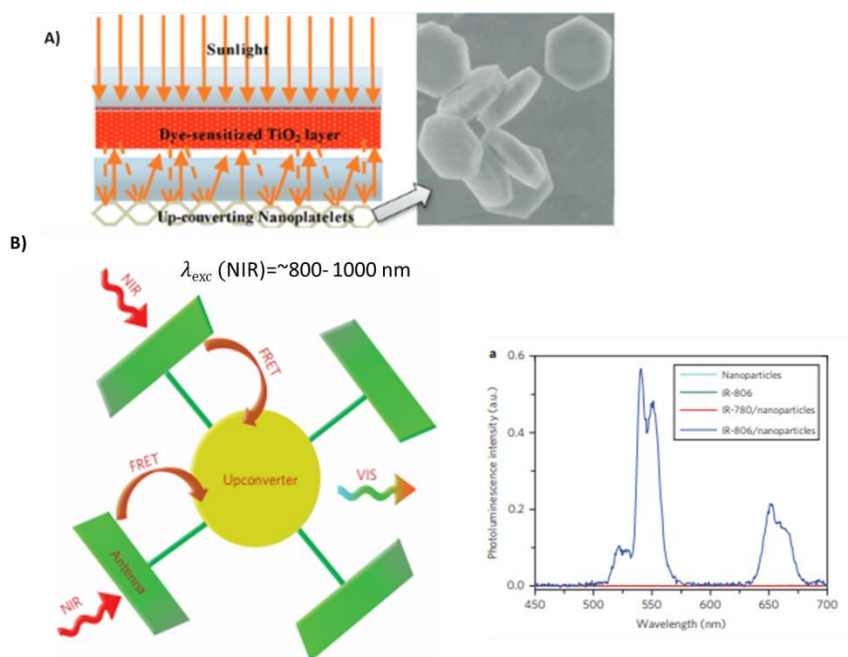 A)
Sunlight
Dye-sensitized TiO₂ layer
Up-converting Nanoplatelets
B)
λexc (NIR)=~800- 1000 nm
NIR
FRET
FRET
Upconverter
VIS
Antenna
NIR
a
Nanoparticles
IR-806
IR-780/nanoparticles
IR-806/nanoparticles
Photoluminescence intensity (a.u.)
0.6
0.4
0.2
0.0
450 500 550 600 650 700
Wavelength (nm)